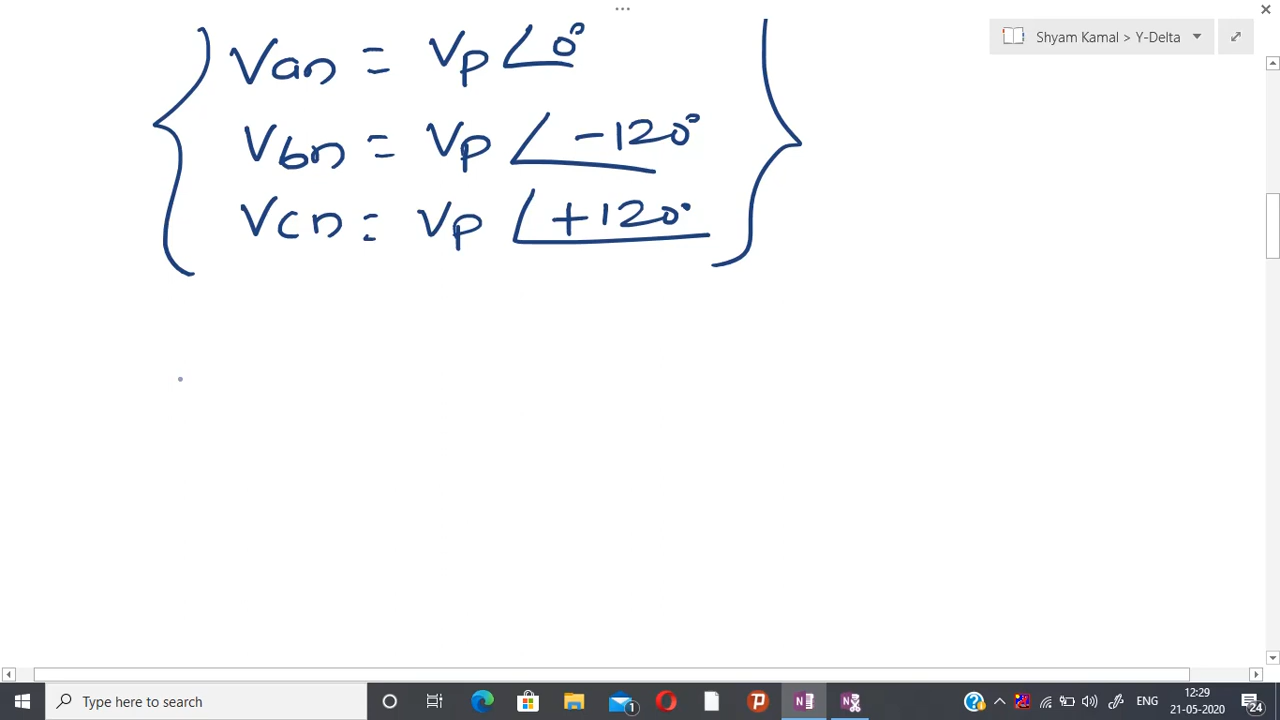 ...
Shyam Kamal > Y-Delta
Van = Vp ∠0°
Vbn = Vp ∠-120°
Vcn = Vp ∠+120°
Type here to search
1
ENG
12:29
21-05-2020
24